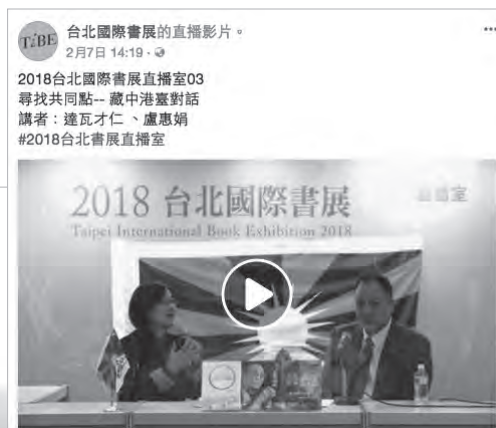 TiBE
台北國際書展的直播影片。
2月7日 14:19 ·
2018台北國際書展直播室03
尋找共同點-- 藏中港臺對話
講者：達瓦才仁 、盧惠娟
#2018台北書展直播室
2018 台北國際書展
直播室
Taipei International Book Exhibition 2018